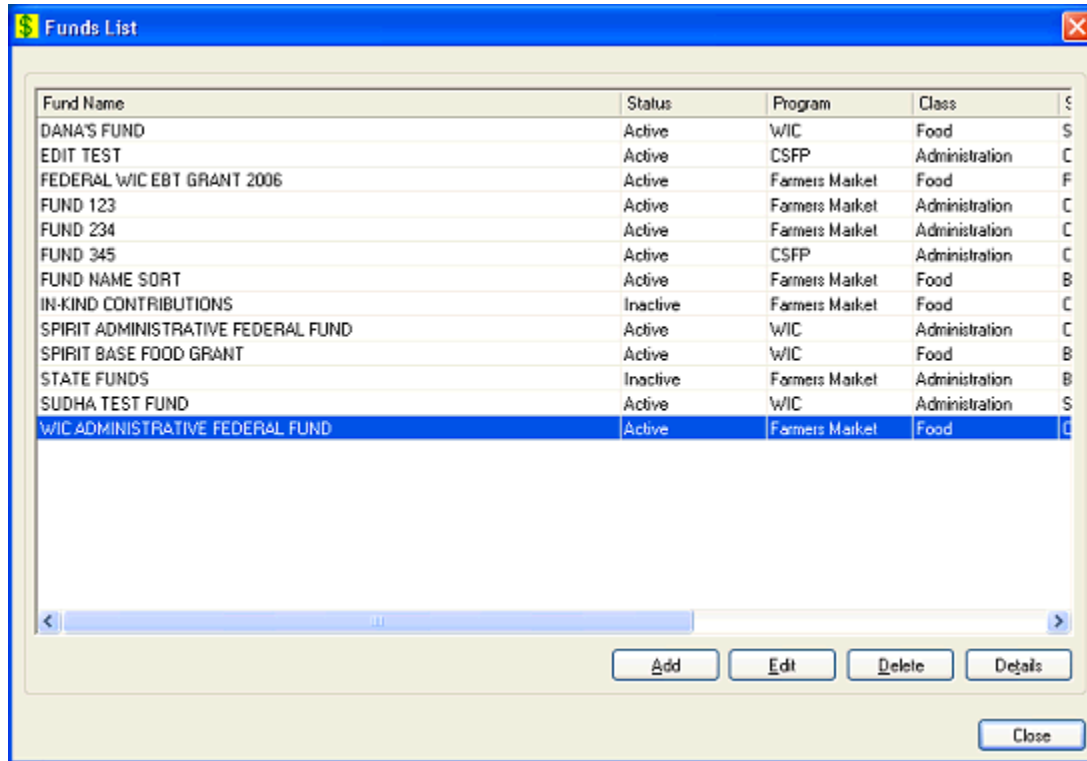 $ Funds List
Fund Name Status Program Class S
DANA'S FUND Active WIC Food S
EDIT TEST Active CSFP Administration C
FEDERAL WIC EBT GRANT 2006 Active Farmers Market Food F
FUND 123 Active Farmers Market Administration C
FUND 234 Active Farmers Market Administration C
FUND 345 Active CSFP Administration C
FUND NAME SORT Active Farmers Market Food B
IN-KIND CONTRIBUTIONS Inactive Farmers Market Food C
SPIRIT ADMINISTRATIVE FEDERAL FUND Active WIC Administration C
SPIRIT BASE FOOD GRANT Active WIC Food B
STATE FUNDS Inactive Farmers Market Administration B
SUDHA TEST FUND Active WIC Administration S
WIC ADMINISTRATIVE FEDERAL FUND Active Farmers Market Food C
Add Edit Delete Details
Close